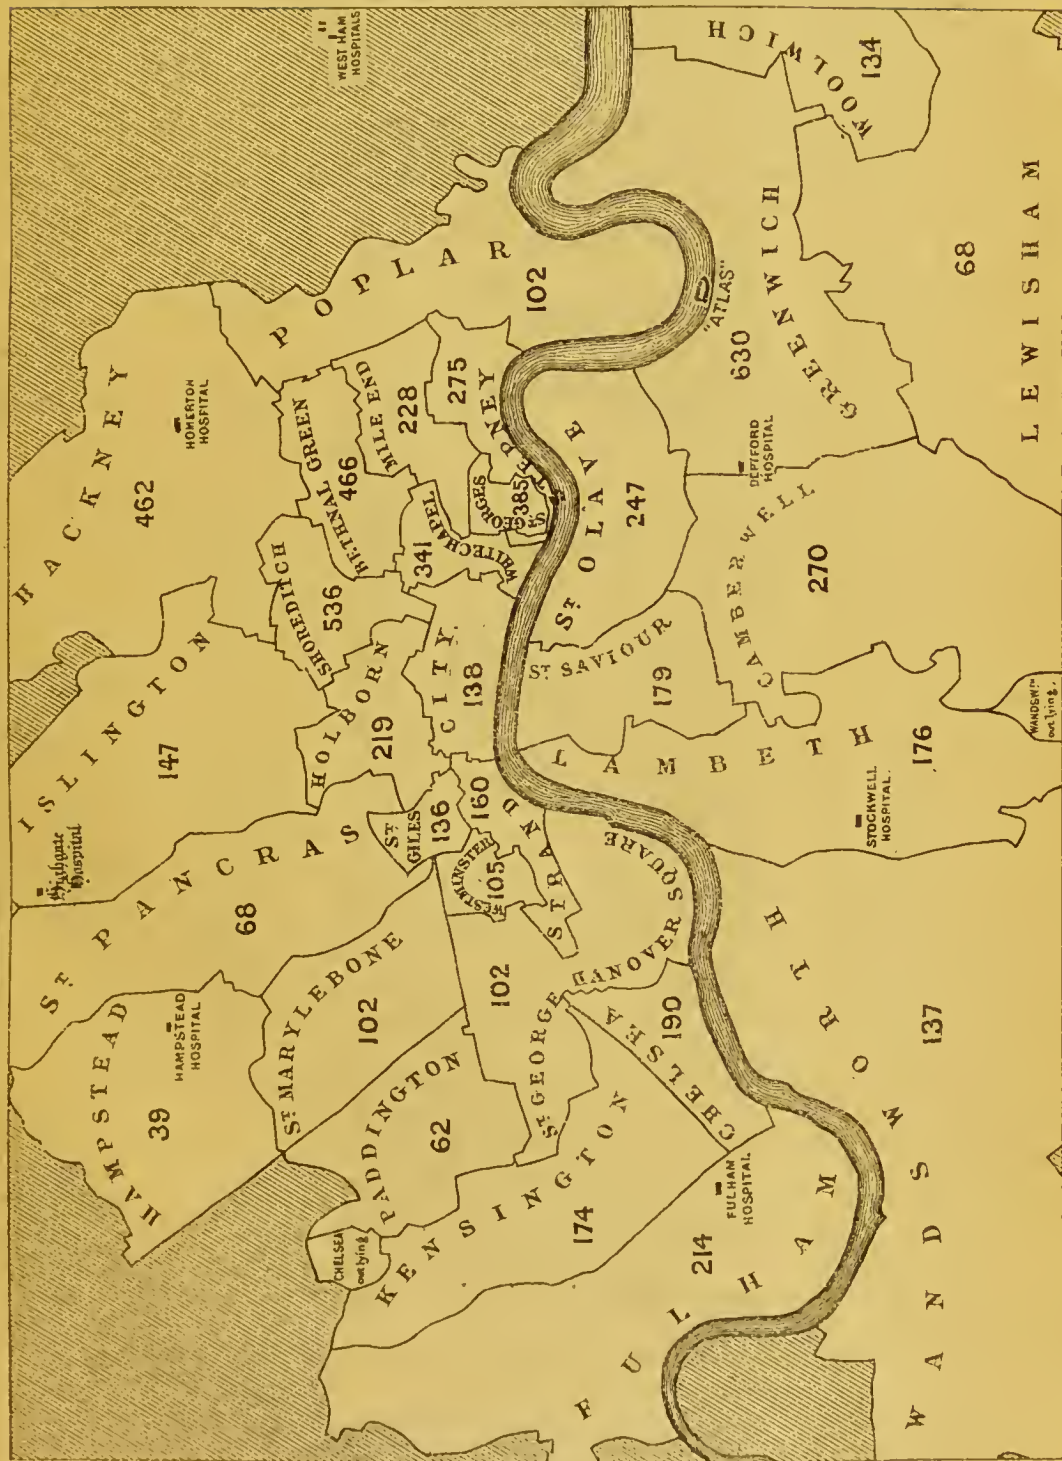 WEST HAM
HOSPITALS
HACKNEY
462
HOMERTON
HOSPITAL
ISLINGTON
147
Highgate
Hospital
ST PANCRAS
68
HAMPSTEAD
39
HAMPSTEAD
HOSPITAL
ST MARYLEBONE
102
PADDINGTON
62
CHELSEA
outlying.
KENSINGTON
174
FULHAM
214
FULHAM
HOSPITAL
CHELSEA
190
ST GEORGE HANOVER SQUARE
102
WESTMINSTER
105
STRAND
160
ST
GILES
136
HOLBORN
219
CITY
138
SHOREDITCH
536
BETHNAL GREEN
466
WHITECHAPEL
341
ST GEORGES
385
MILE END
228
STEPNEY
275
POPLAR
102
ST OLAVE
247
ST SAVIOUR
179
LAMBETH
176
STOCKWELL
HOSPITAL.
CAMBERWELL
270
DEPTFORD
HOSPITAL
GREENWICH
630
"ATLAS"
WOOLWICH
134
LEWISHAM
68
WANDSWORTH
137
WANDSWTH
outlying.